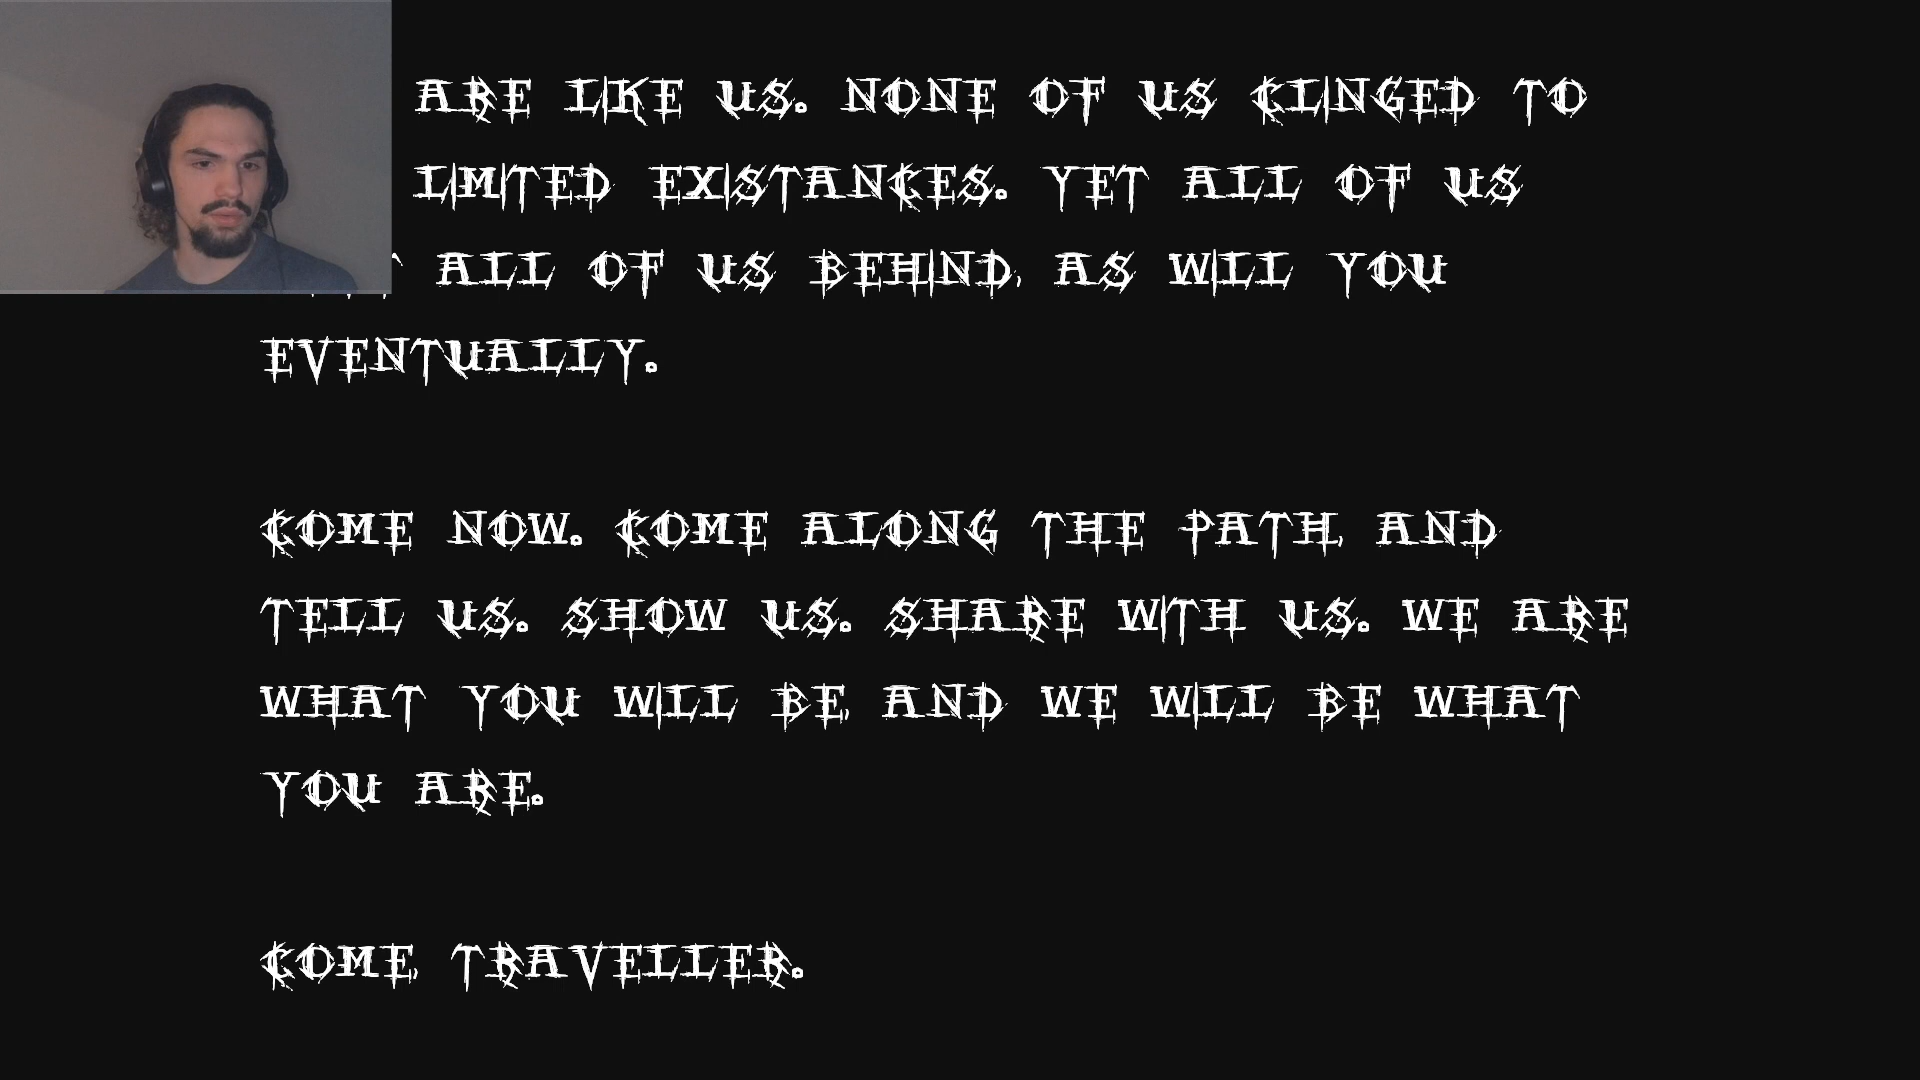 ARE LIKE US. NONE OF US CLINGED TO
LIMITED EXISTANCES. YET ALL OF US
ALL OF US BEHIND, AS WILL YOU
EVENTUALLY.
COME NOW. COME ALONG THE PATH, AND
TELL US. SHOW US. SHARE WITH US. WE ARE
WHAT YOU WILL BE, AND WE WILL BE WHAT
YOU ARE.
COME, TRAVELLER.